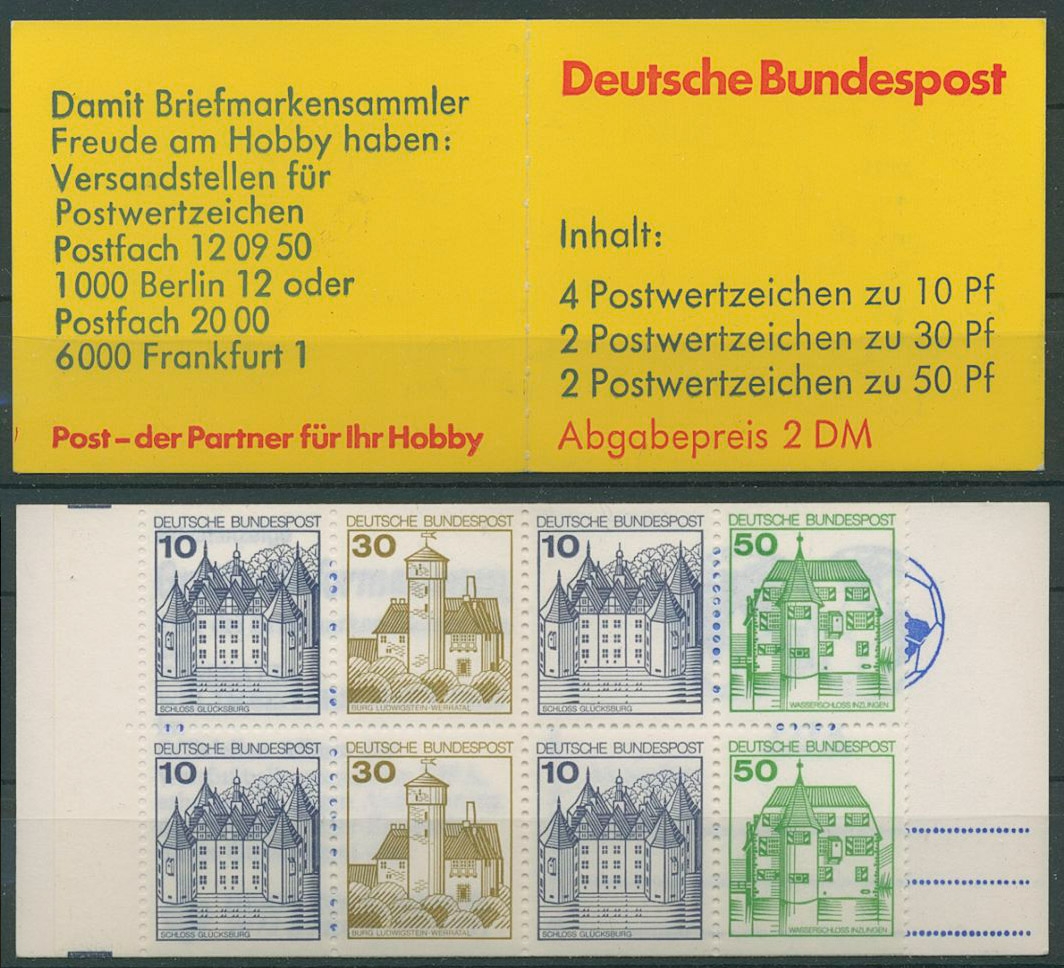 Damit Briefmarkensammler
Freude am Hobby haben:
Versandstellen für
Postwertzeichen
Postfach 12 09 50
1000 Berlin 12 oder
Postfach 20 00
6000 Frankfurt 1
Post – der Partner für Ihr Hobby
Deutsche Bundespost
Inhalt:
4 Postwertzeichen zu 10 Pf
2 Postwertzeichen zu 30 Pf
2 Postwertzeichen zu 50 Pf
Abgabepreis 2 DM
DEUTSCHE BUNDESPOST
10
SCHLOSS GLÜCKSBURG
DEUTSCHE BUNDESPOST
30
BURG LUDWIGSTEIN-WERRATAL
DEUTSCHE BUNDESPOST
10
SCHLOSS GLÜCKSBURG
DEUTSCHE BUNDESPOST
50
WASSERSCHLOSS INZLINGEN
DEUTSCHE BUNDESPOST
10
SCHLOSS GLÜCKSBURG
DEUTSCHE BUNDESPOST
30
BURG LUDWIGSTEIN-WERRATAL
DEUTSCHE BUNDESPOST
10
SCHLOSS GLÜCKSBURG
DEUTSCHE BUNDESPOST
50
WASSERSCHLOSS INZLINGEN